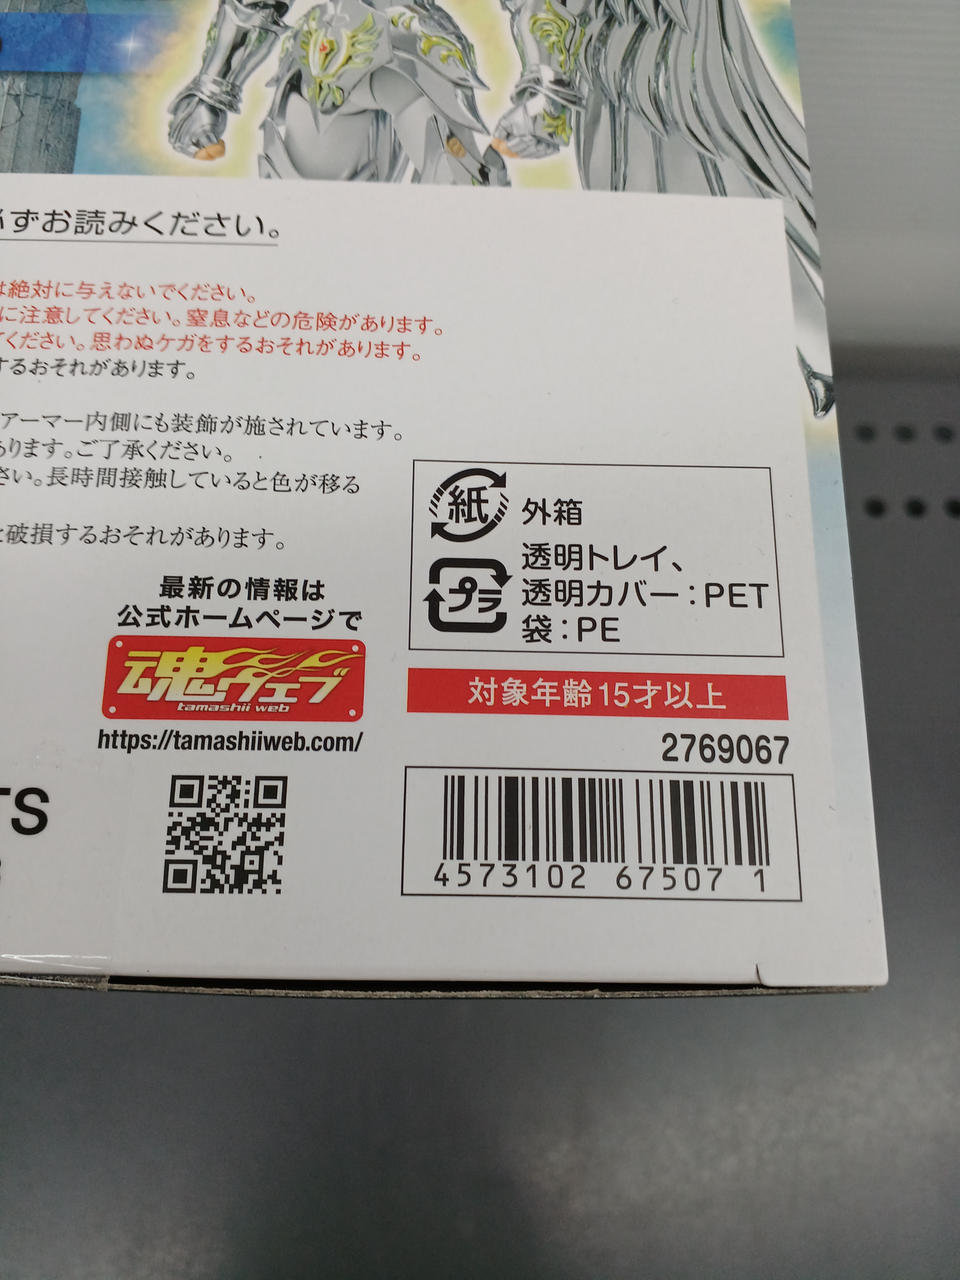 ずお読みください。
は絶対に与えないでください。
に注意してください。窒息などの危険があります。
てください。思わぬケガをするおそれがあります。
するおそれがあります。
アーマー内側にも装飾が施されています。
あります。ご了承ください。
さい。長時間接触していると色が移る
と破損するおそれがあります。
紙
外箱
プラ
透明トレイ、
透明カバー：PET
袋：PE
最新の情報は
公式ホームページで
魂ウェブ
tamashii web
https://tamashiiweb.com/
対象年齢15才以上
2769067
TS
4573102 67507 1